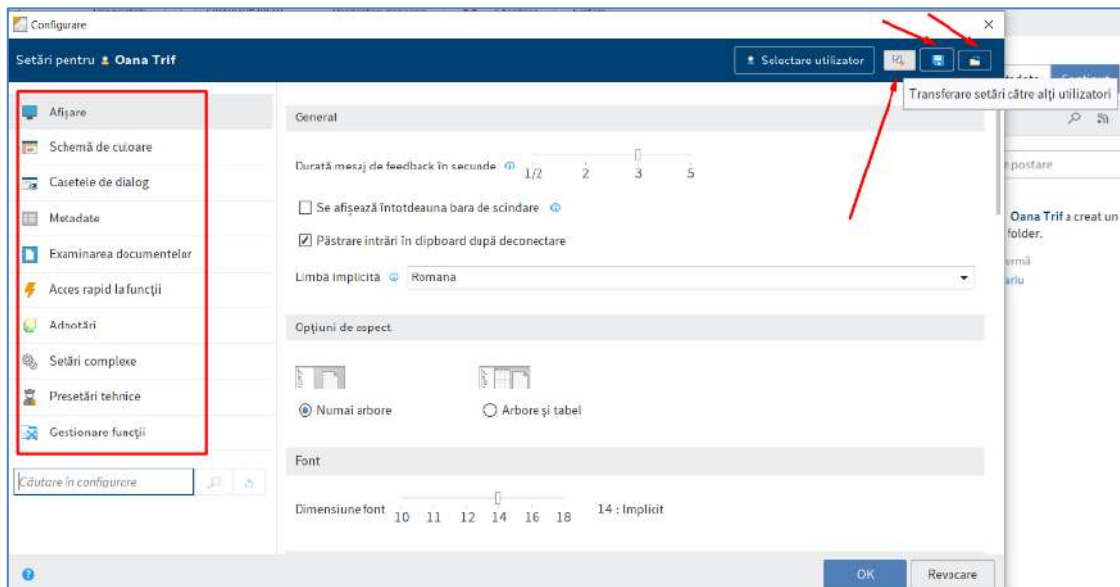 Configurare
Setări pentru Oana Trif
Selectare utilizator
Transferare setări către alți utilizatori
Afișare
Schemă de culoare
Casetele de dialog
Metadate
Examinarea documentelor
Acces rapid la funcții
Adnotări
Setări complexe
Presetări tehnice
Gestionare funcții
Căutare în configurare
General
Durată mesaj de feedback în secunde
1/2 2 3 5
Se afișează întotdeauna bara de scindare
Păstrare intrări în clipboard după deconectare
Limbă implicită Romana
Opțiuni de aspect
Numai arbore Arbore și tabel
Font
Dimensiune font 10 11 12 14 16 18 14 : Implicit
OK Revocare
postare
Oana Trif a creat un
folder.